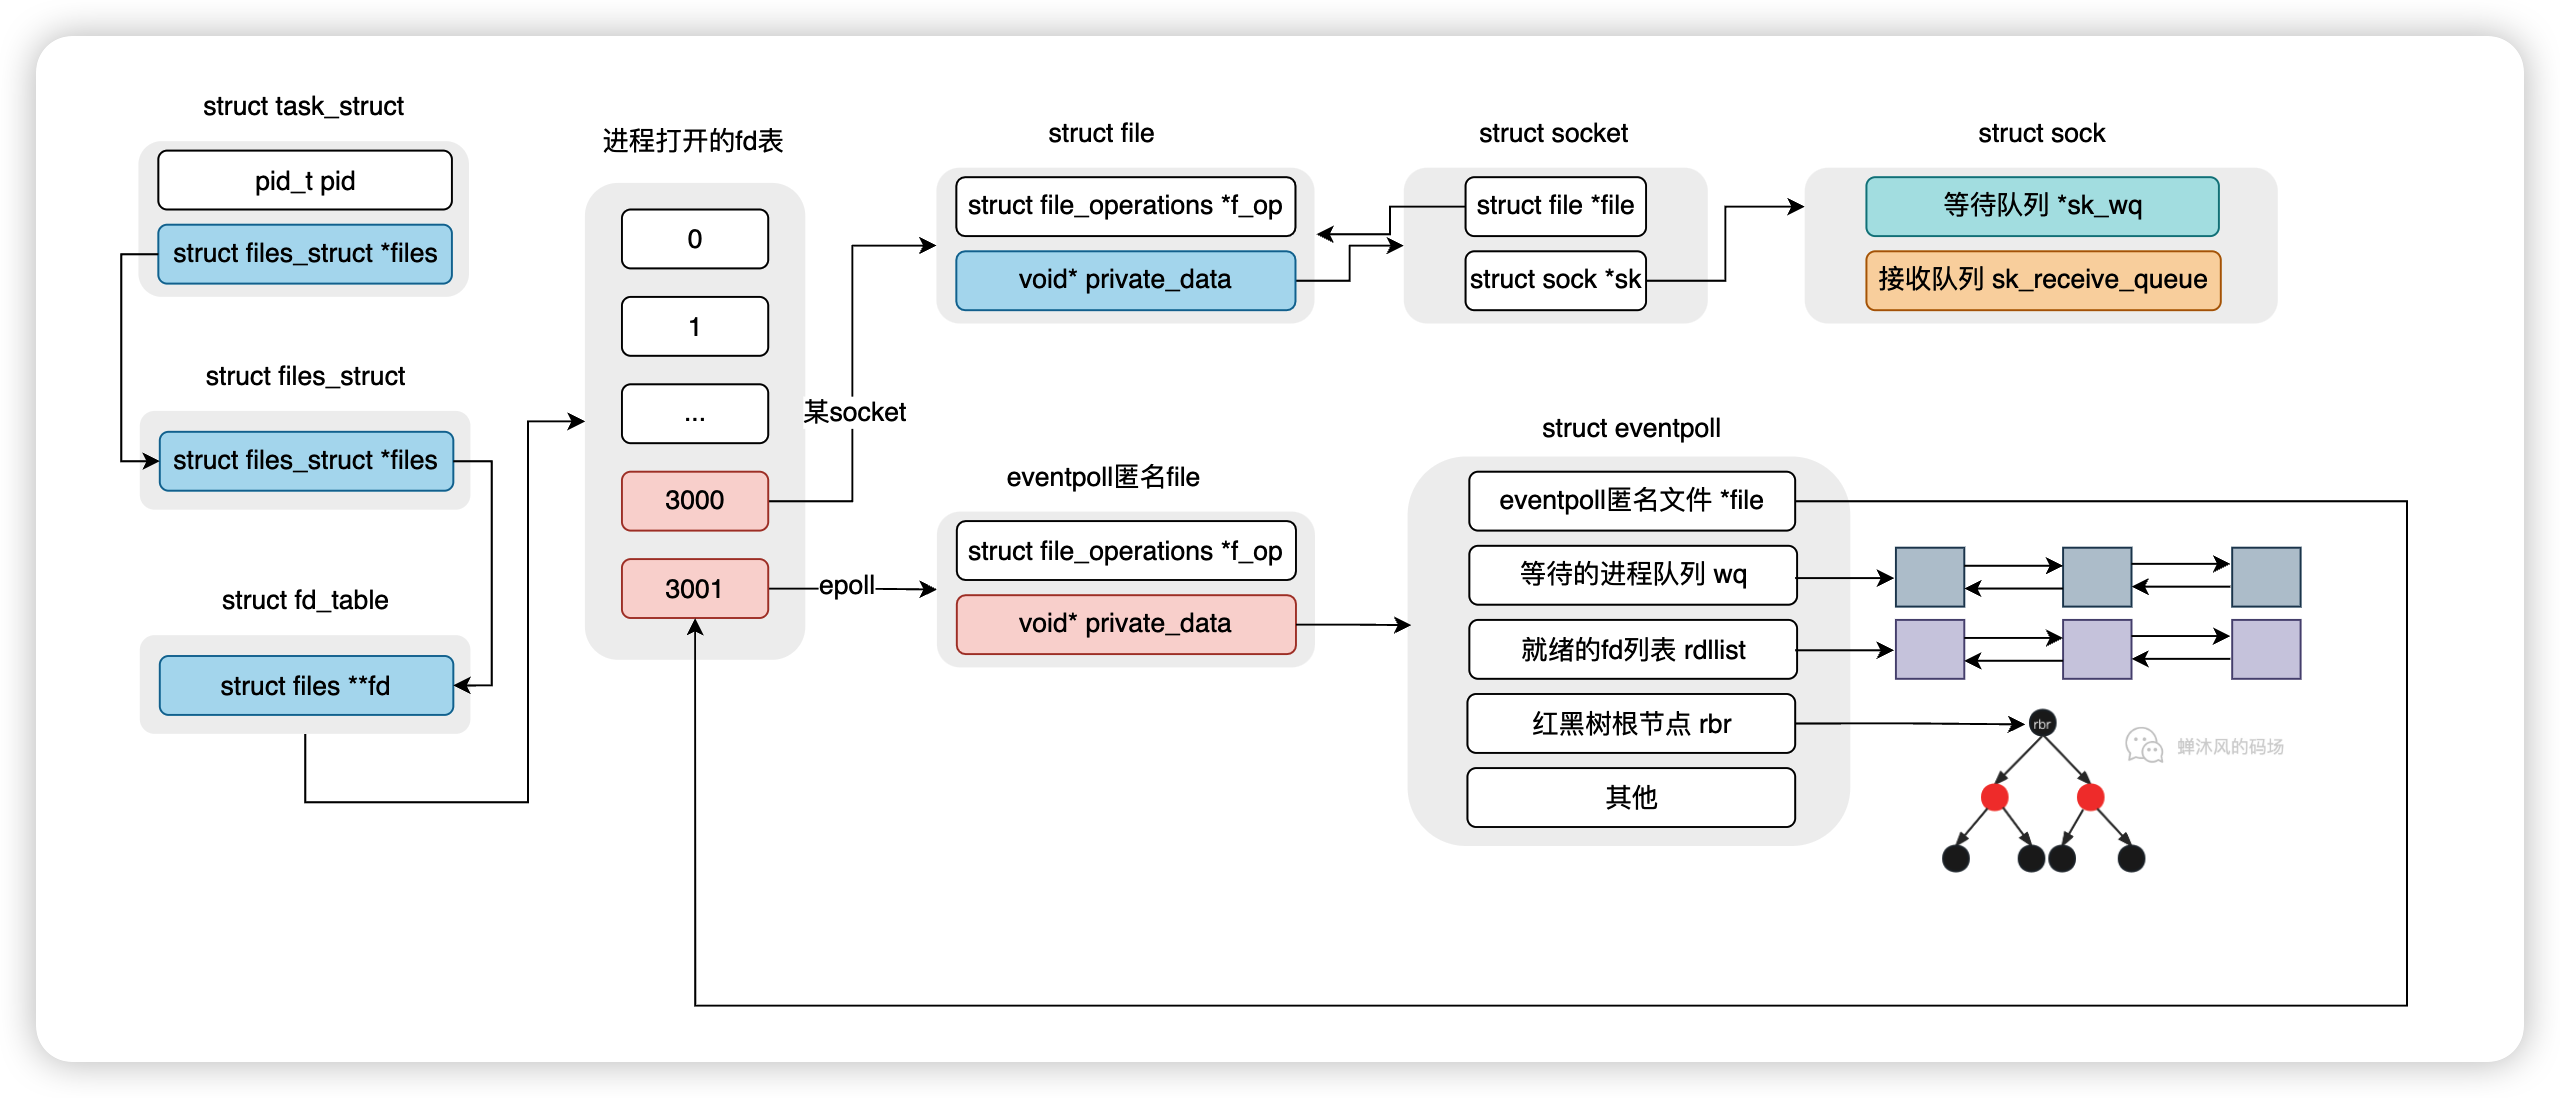 struct task_struct
pid_t pid
struct files_struct *files
struct files_struct
struct files_struct *files
struct fd_table
struct files **fd
进程打开的fd表
0
1
...
3000
3001
某socket
epoll
struct file
struct file_operations *f_op
void* private_data
struct socket
struct file *file
struct sock *sk
struct sock
等待队列 *sk_wq
接收队列 sk_receive_queue
eventpoll匿名file
struct file_operations *f_op
void* private_data
struct eventpoll
eventpoll匿名文件 *file
等待的进程队列 wq
就绪的fd列表 rdllist
红黑树根节点 rbr
其他
rbr
蝉沐风的码场